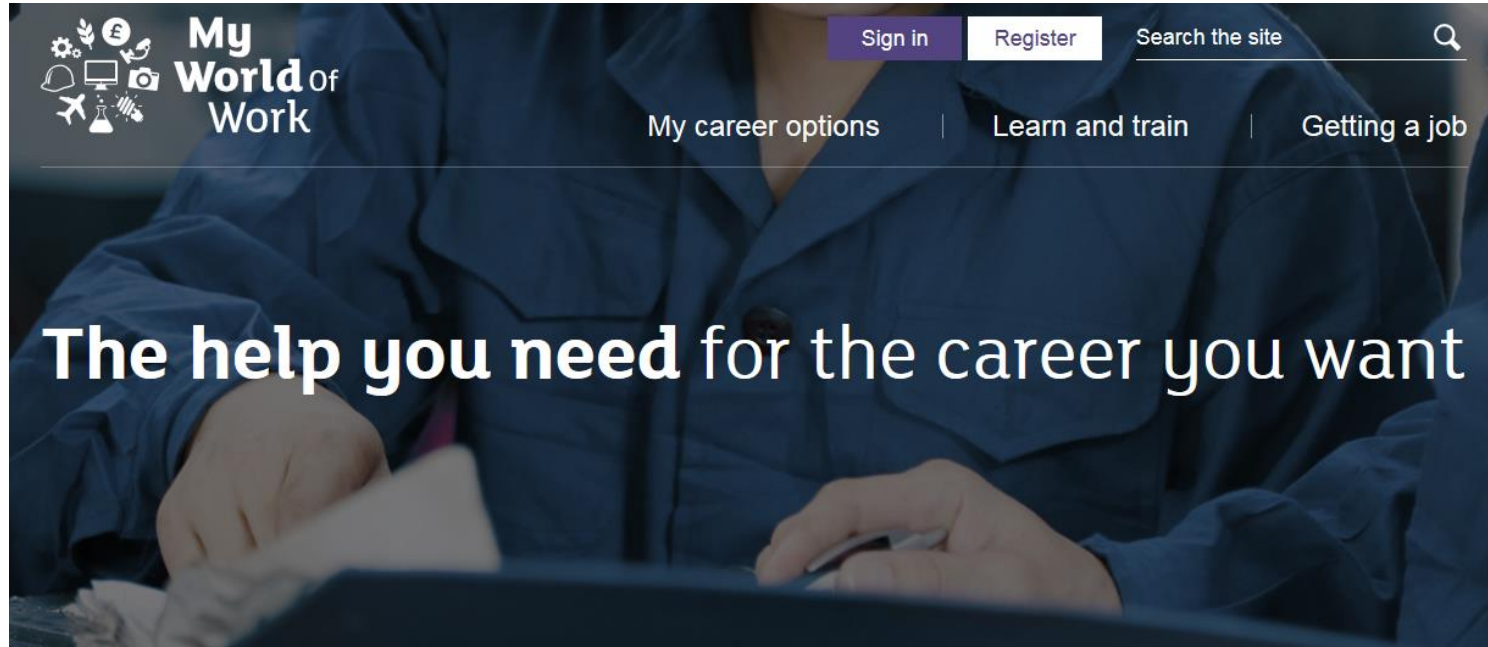 My
World Of
Work
Sign in
Register
Search the site
My career options
Learn and train
Getting a job
The help you need for the career you want